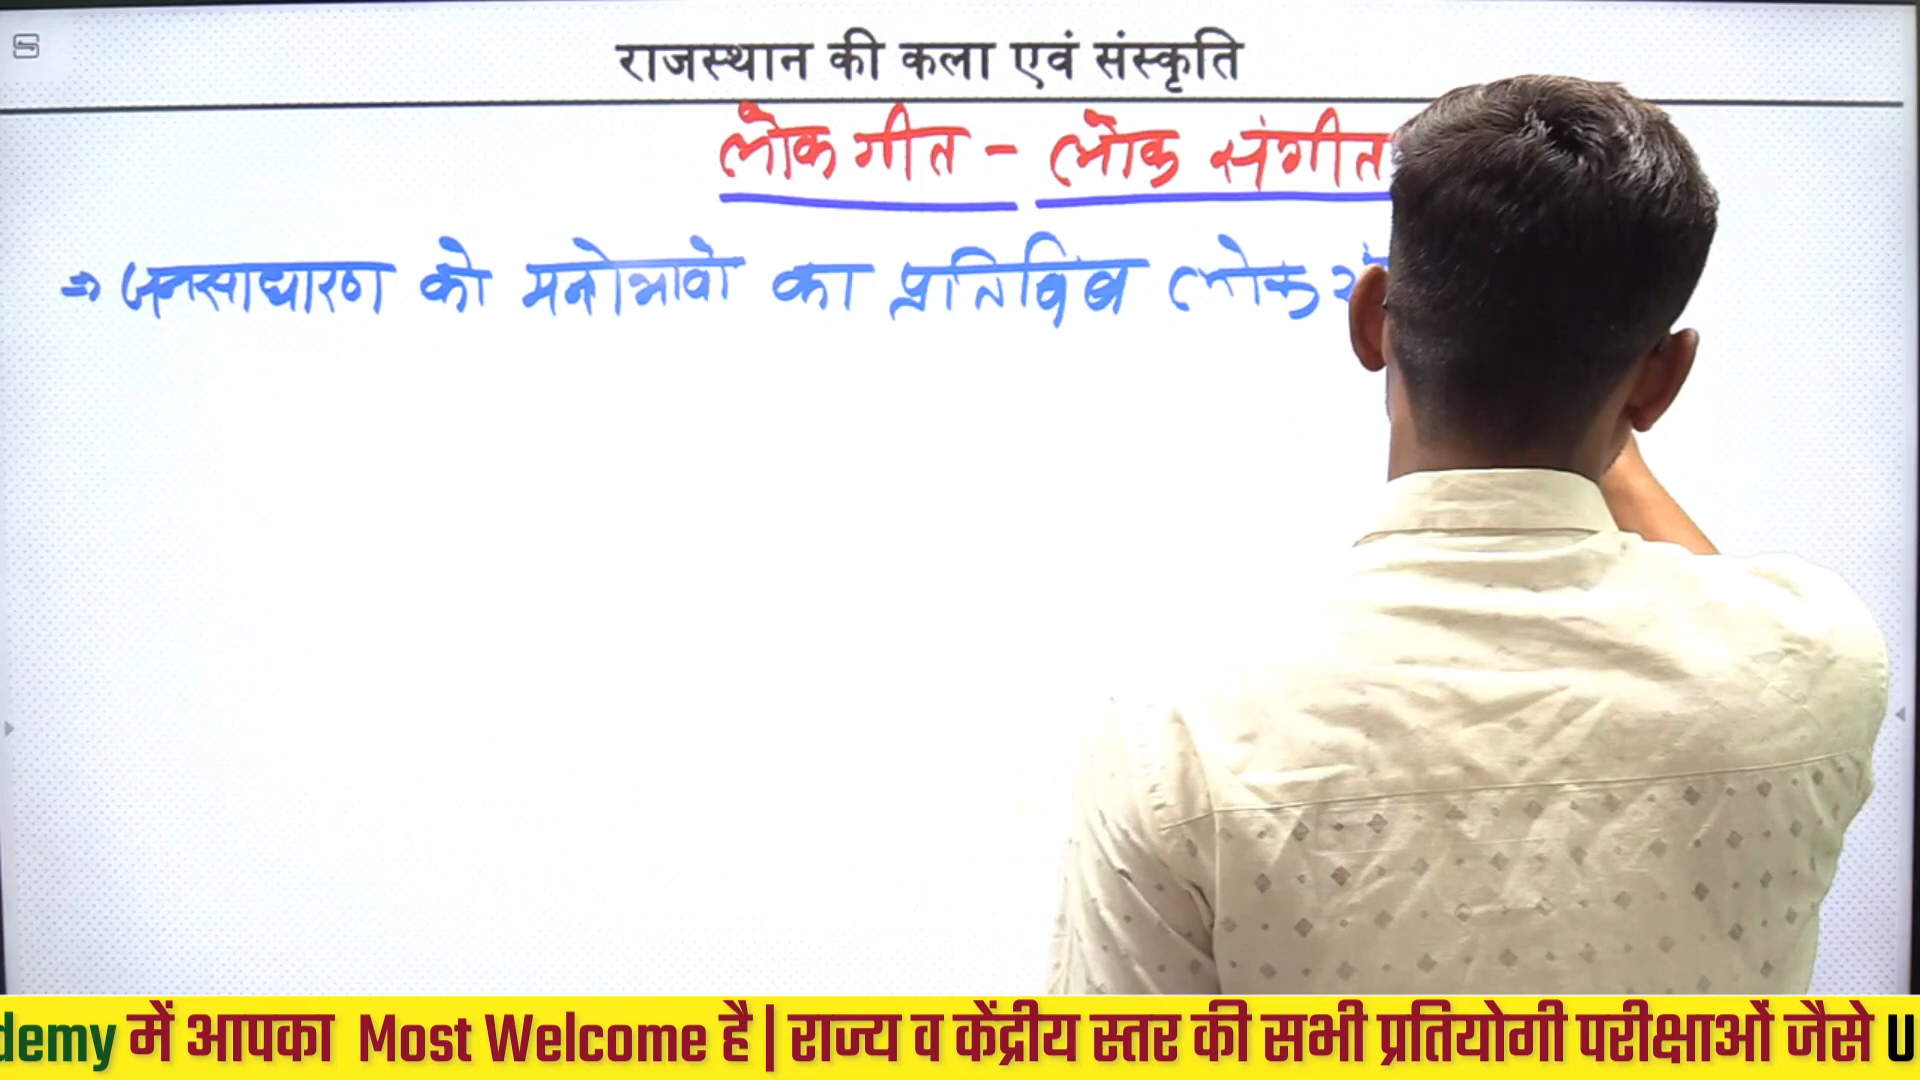 राजस्थान की कला एवं संस्कृति
लोक गीत - लोक संगीत
⇒ जनसाधारण को मनोभावो का प्रतिबिंब लोक
demy में आपका Most Welcome है | राज्य व केंद्रीय स्तर की सभी प्रतियोगी परीक्षाओं जैसे U